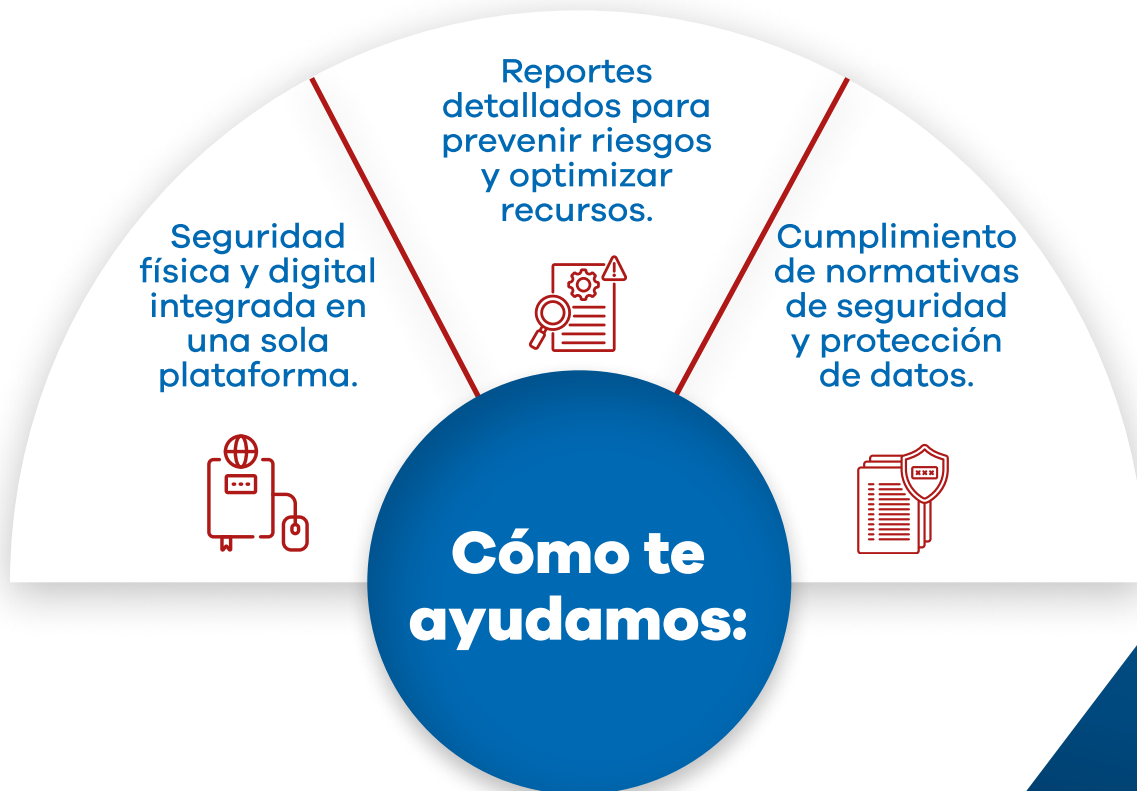 Reportes
detallados para
prevenir riesgos
y optimizar
recursos.
Seguridad
física y digital
integrada en
una sola
plataforma.
Cumplimiento
de normativas
de seguridad
y protección
de datos.
Cómo te
ayudamos: